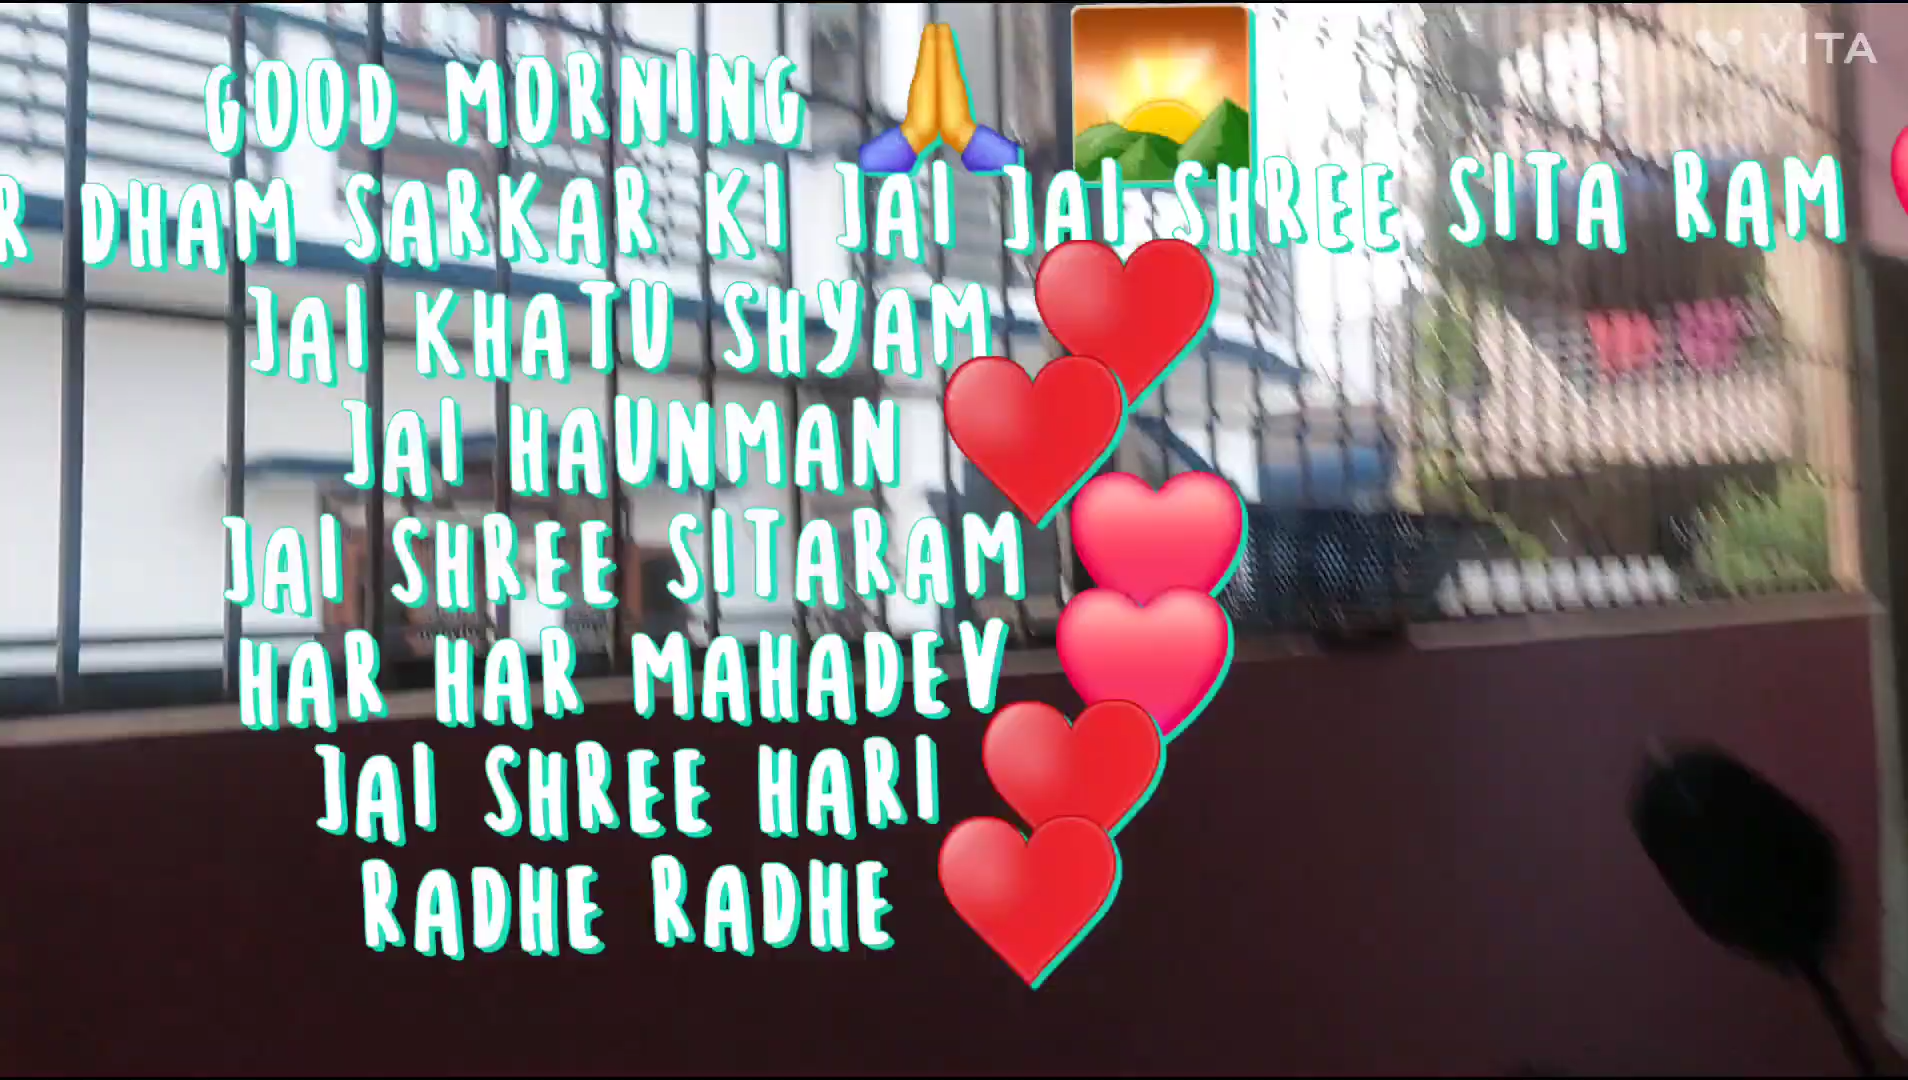 GOOD MORNING 🙏 🌄
R DHAM SARKAR KI JAI JAI SHREE SITA RAM
JAI KHATU SHYAM ♥️
JAI HAUNMAN ♥️
JAI SHREE SITARAM ❤️
HAR HAR MAHADEV ❤️
JAI SHREE HARI ♥️
RADHE RADHE ♥️
VITA